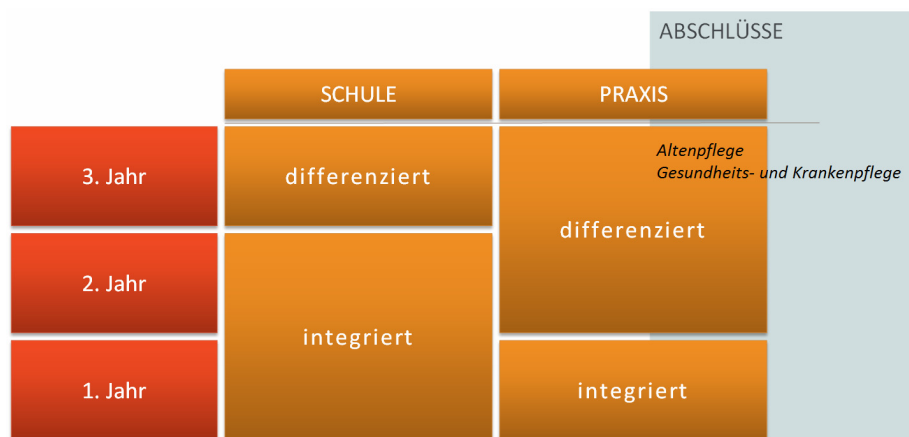 ABSCHLÜSSE
SCHULE
PRAXIS
3. Jahr
differenziert
Altenpflege
Gesundheits- und Krankenpflege
differenziert
2. Jahr
integriert
1. Jahr
integriert